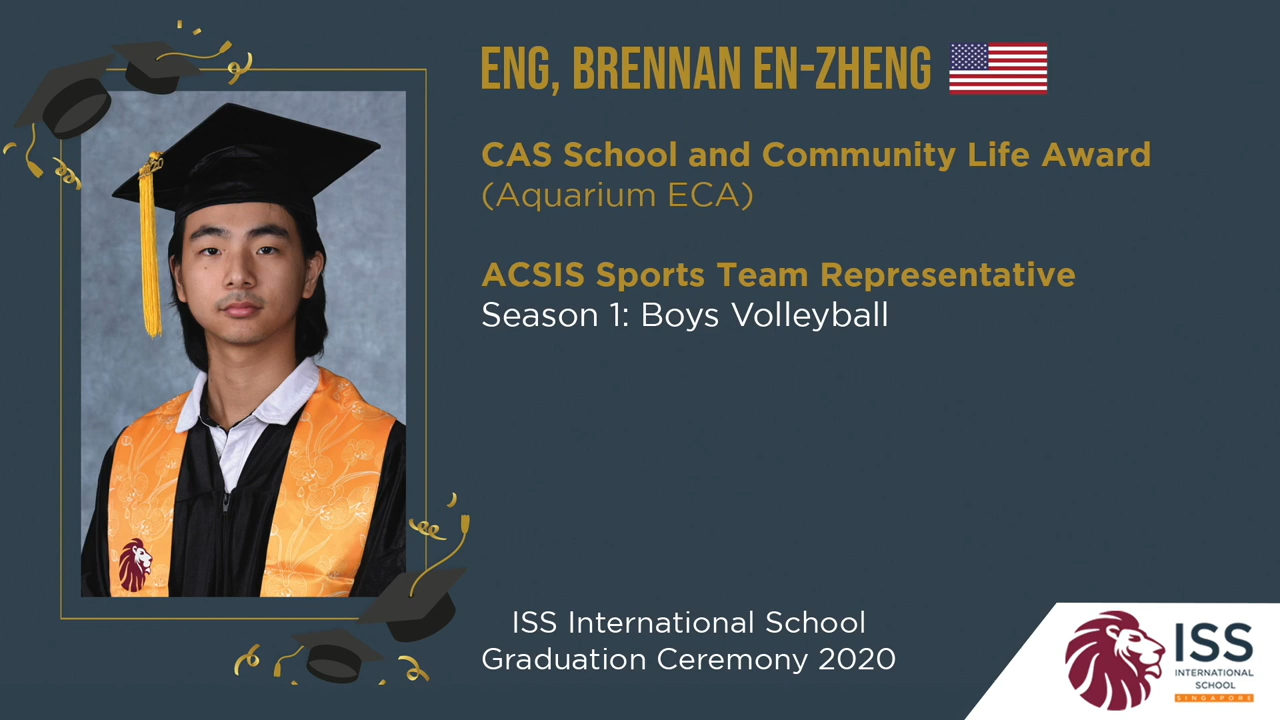 ENG, BRENNAN EN-ZHENG
CAS School and Community Life Award
(Aquarium ECA)
ACSIS Sports Team Representative
Season 1: Boys Volleyball
ISS International School
Graduation Ceremony 2020
ISS
INTERNATIONAL
SCHOOL
SINGAPORE